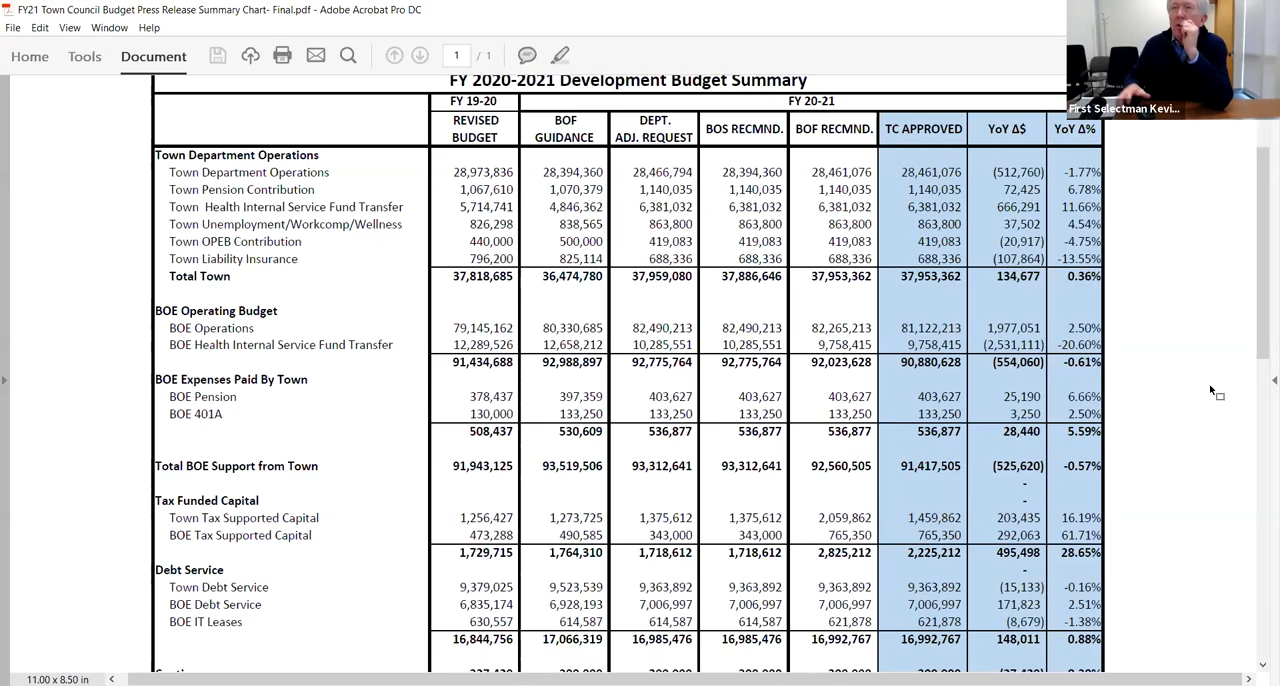 FY21 Town Council Budget Press Release Summary Chart- Final.pdf - Adobe Acrobat Pro DC
File Edit View Window Help
Home Tools Document 1 / 1
First Selectman Kevi...
FY 2020-2021 Development Budget Summary
FY 19-20 FY 20-21
REVISED BUDGET BOF GUIDANCE DEPT. ADJ. REQUEST BOS RECMND. BOF RECMND. TC APPROVED YoY Δ$ YoY Δ%
Town Department Operations
Town Department Operations 28,973,836 28,394,360 28,466,794 28,394,360 28,461,076 28,461,076 (512,760) -1.77%
Town Pension Contribution 1,067,610 1,070,379 1,140,035 1,140,035 1,140,035 1,140,035 72,425 6.78%
Town Health Internal Service Fund Transfer 5,714,741 4,846,362 6,381,032 6,381,032 6,381,032 6,381,032 666,291 11.66%
Town Unemployment/Workcomp/Wellness 826,298 838,565 863,800 863,800 863,800 863,800 37,502 4.54%
Town OPEB Contribution 440,000 500,000 419,083 419,083 419,083 419,083 (20,917) -4.75%
Town Liability Insurance 796,200 825,114 688,336 688,336 688,336 688,336 (107,864) -13.55%
Total Town 37,818,685 36,474,780 37,959,080 37,886,646 37,953,362 37,953,362 134,677 0.36%
BOE Operating Budget
BOE Operations 79,145,162 80,330,685 82,490,213 82,490,213 82,265,213 81,122,213 1,977,051 2.50%
BOE Health Internal Service Fund Transfer 12,289,526 12,658,212 10,285,551 10,285,551 9,758,415 9,758,415 (2,531,111) -20.60%
91,434,688 92,988,897 92,775,764 92,775,764 92,023,628 90,880,628 (554,060) -0.61%
BOE Expenses Paid By Town
BOE Pension 378,437 397,359 403,627 403,627 403,627 403,627 25,190 6.66%
BOE 401A 130,000 133,250 133,250 133,250 133,250 133,250 3,250 2.50%
508,437 530,609 536,877 536,877 536,877 536,877 28,440 5.59%
Total BOE Support from Town 91,943,125 93,519,506 93,312,641 93,312,641 92,560,505 91,417,505 (525,620) -0.57%
-
Tax Funded Capital -
Town Tax Supported Capital 1,256,427 1,273,725 1,375,612 1,375,612 2,059,862 1,459,862 203,435 16.19%
BOE Tax Supported Capital 473,288 490,585 343,000 343,000 765,350 765,350 292,063 61.71%
1,729,715 1,764,310 1,718,612 1,718,612 2,825,212 2,225,212 495,498 28.65%
Debt Service -
Town Debt Service 9,379,025 9,523,539 9,363,892 9,363,892 9,363,892 9,363,892 (15,133) -0.16%
BOE Debt Service 6,835,174 6,928,193 7,006,997 7,006,997 7,006,997 7,006,997 171,823 2.51%
BOE IT Leases 630,557 614,587 614,587 614,587 621,878 621,878 (8,679) -1.38%
16,844,756 17,066,319 16,985,476 16,985,476 16,992,767 16,992,767 148,011 0.88%
11.00 x 8.50 in